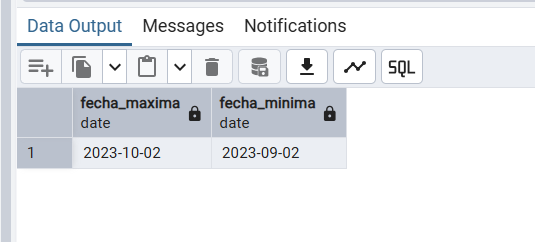 Data Output Messages Notifications
SQL
fecha_maxima fecha_minima
date date
1 2023-10-02 2023-09-02